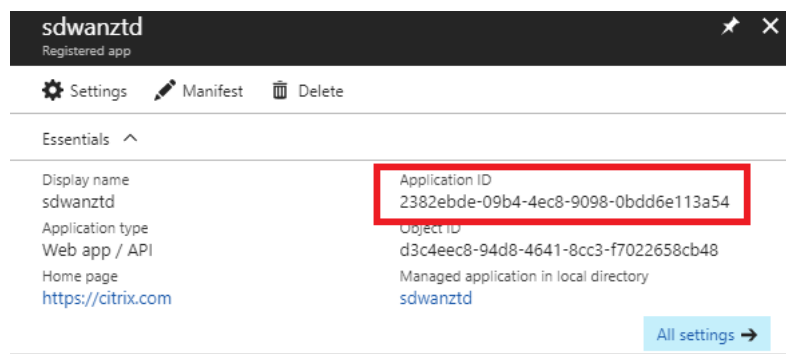 sdwanztd
Registered app
Settings Manifest Delete
Essentials
Display name
sdwanztd
Application type
Web app / API
Home page
https://citrix.com
Application ID
2382ebde-09b4-4ec8-9098-0bdd6e113a54
Object ID
d3c4eec8-94d8-4641-8cc3-f7022658cb48
Managed application in local directory
sdwanztd
All settings